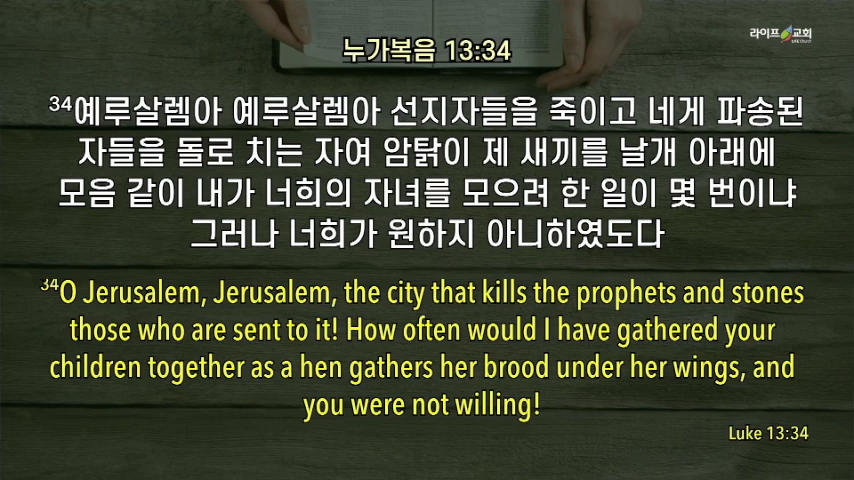 라이프교회
LIFE Church
누가복음 13:34
34예루살렘아 예루살렘아 선지자들을 죽이고 네게 파송된
자들을 돌로 치는 자여 암탉이 제 새끼를 날개 아래에
모음 같이 내가 너희의 자녀를 모으려 한 일이 몇 번이냐
그러나 너희가 원하지 아니하였도다
34O Jerusalem, Jerusalem, the city that kills the prophets and stones
those who are sent to it! How often would I have gathered your
children together as a hen gathers her brood under her wings, and
you were not willing!
Luke 13:34